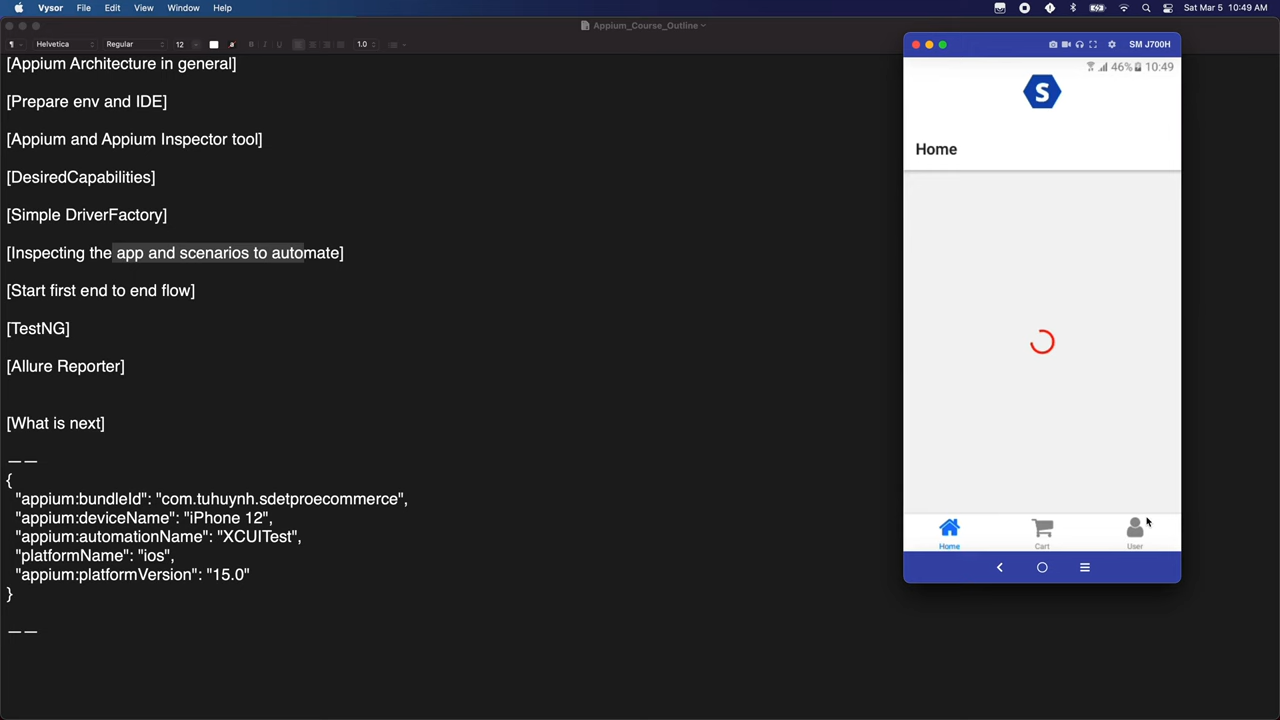 Vysor File Edit View Window Help
Sat Mar 5 10:49 AM
Appium_Course_Outline
¶ Helvetica Regular 12 a B I U 1.0
SM J700H
[Appium Architecture in general]
[Prepare env and IDE]
[Appium and Appium Inspector tool]
[DesiredCapabilities]
[Simple DriverFactory]
[Inspecting the app and scenarios to automate]
[Start first end to end flow]
[TestNG]
[Allure Reporter]
[What is next]
——
{
"appium:bundleId": "com.tuhuynh.sdetproecommerce",
"appium:deviceName": "iPhone 12",
"appium:automationName": "XCUITest",
"platformName": "ios",
"appium:platformVersion": "15.0"
}
——
46% 10:49
S
Home
Home Cart User